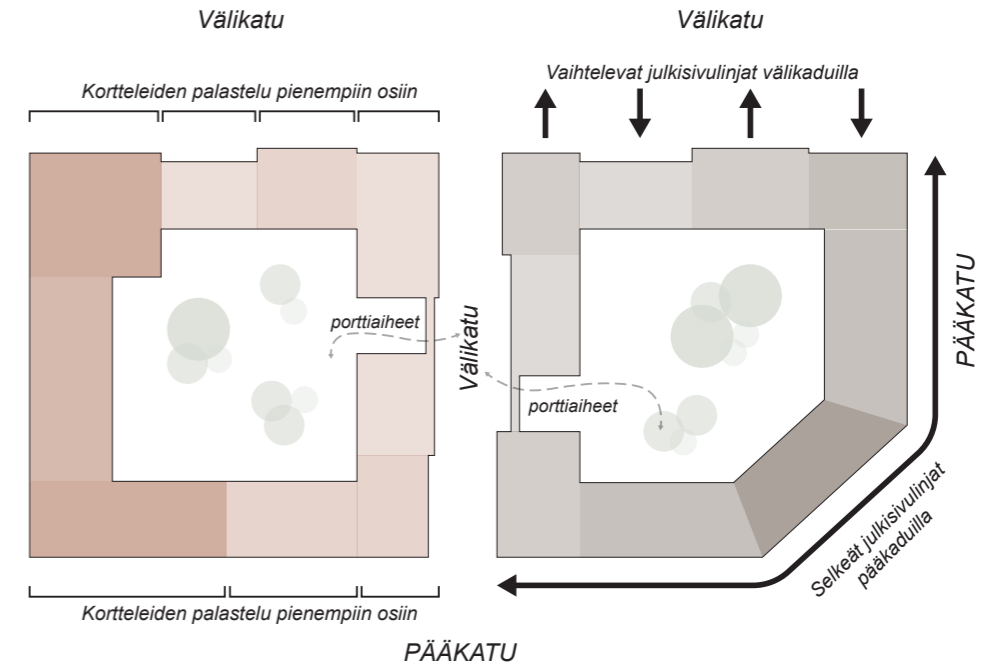 Välikatu
Välikatu
Kortteleiden palastelu pienempiin osiin
Vaihtelevat julkisivulinjat välikaduilla
porttiaiheet
Välikatu
porttiaiheet
PÄÄKATU
Selkeät julkisivulinjat
pääkaduilla
Kortteleiden palastelu pienempiin osiin
PÄÄKATU